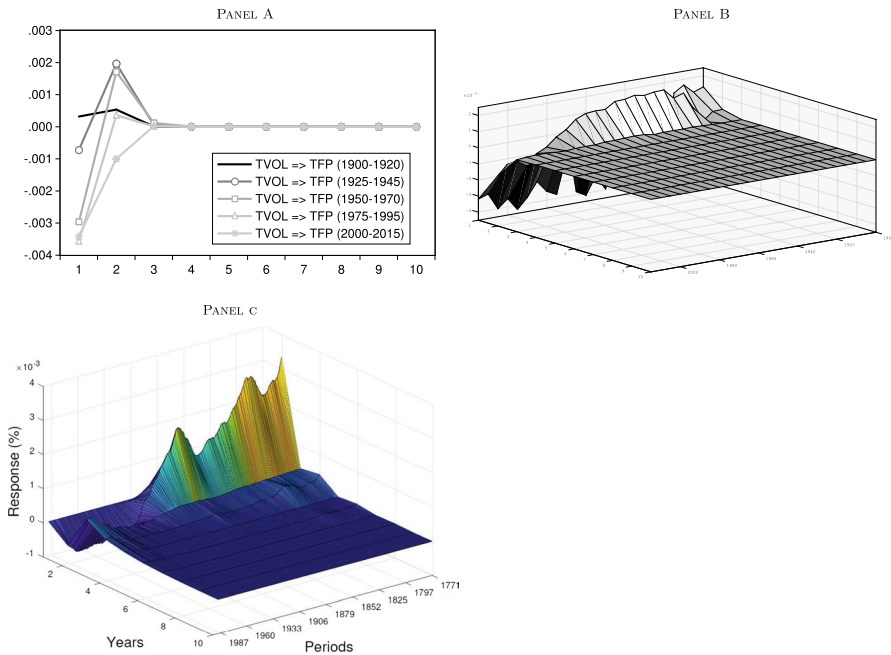 PANEL A
.003
.002
.001
.000
-.001
-.002
-.003
-.004
1 2 3 4 5 6 7 8 9 10
TVOL => TFP (1900-1920)
TVOL => TFP (1925-1945)
TVOL => TFP (1950-1970)
TVOL => TFP (1975-1995)
TVOL => TFP (2000-2015)
PANEL B
PANEL C
×10⁻³
4
3
2
1
0
-1
Response (%)
2 4 6 8 10
Years
1987 1960 1933 1906 1879 1852 1825 1797 1771
Periods